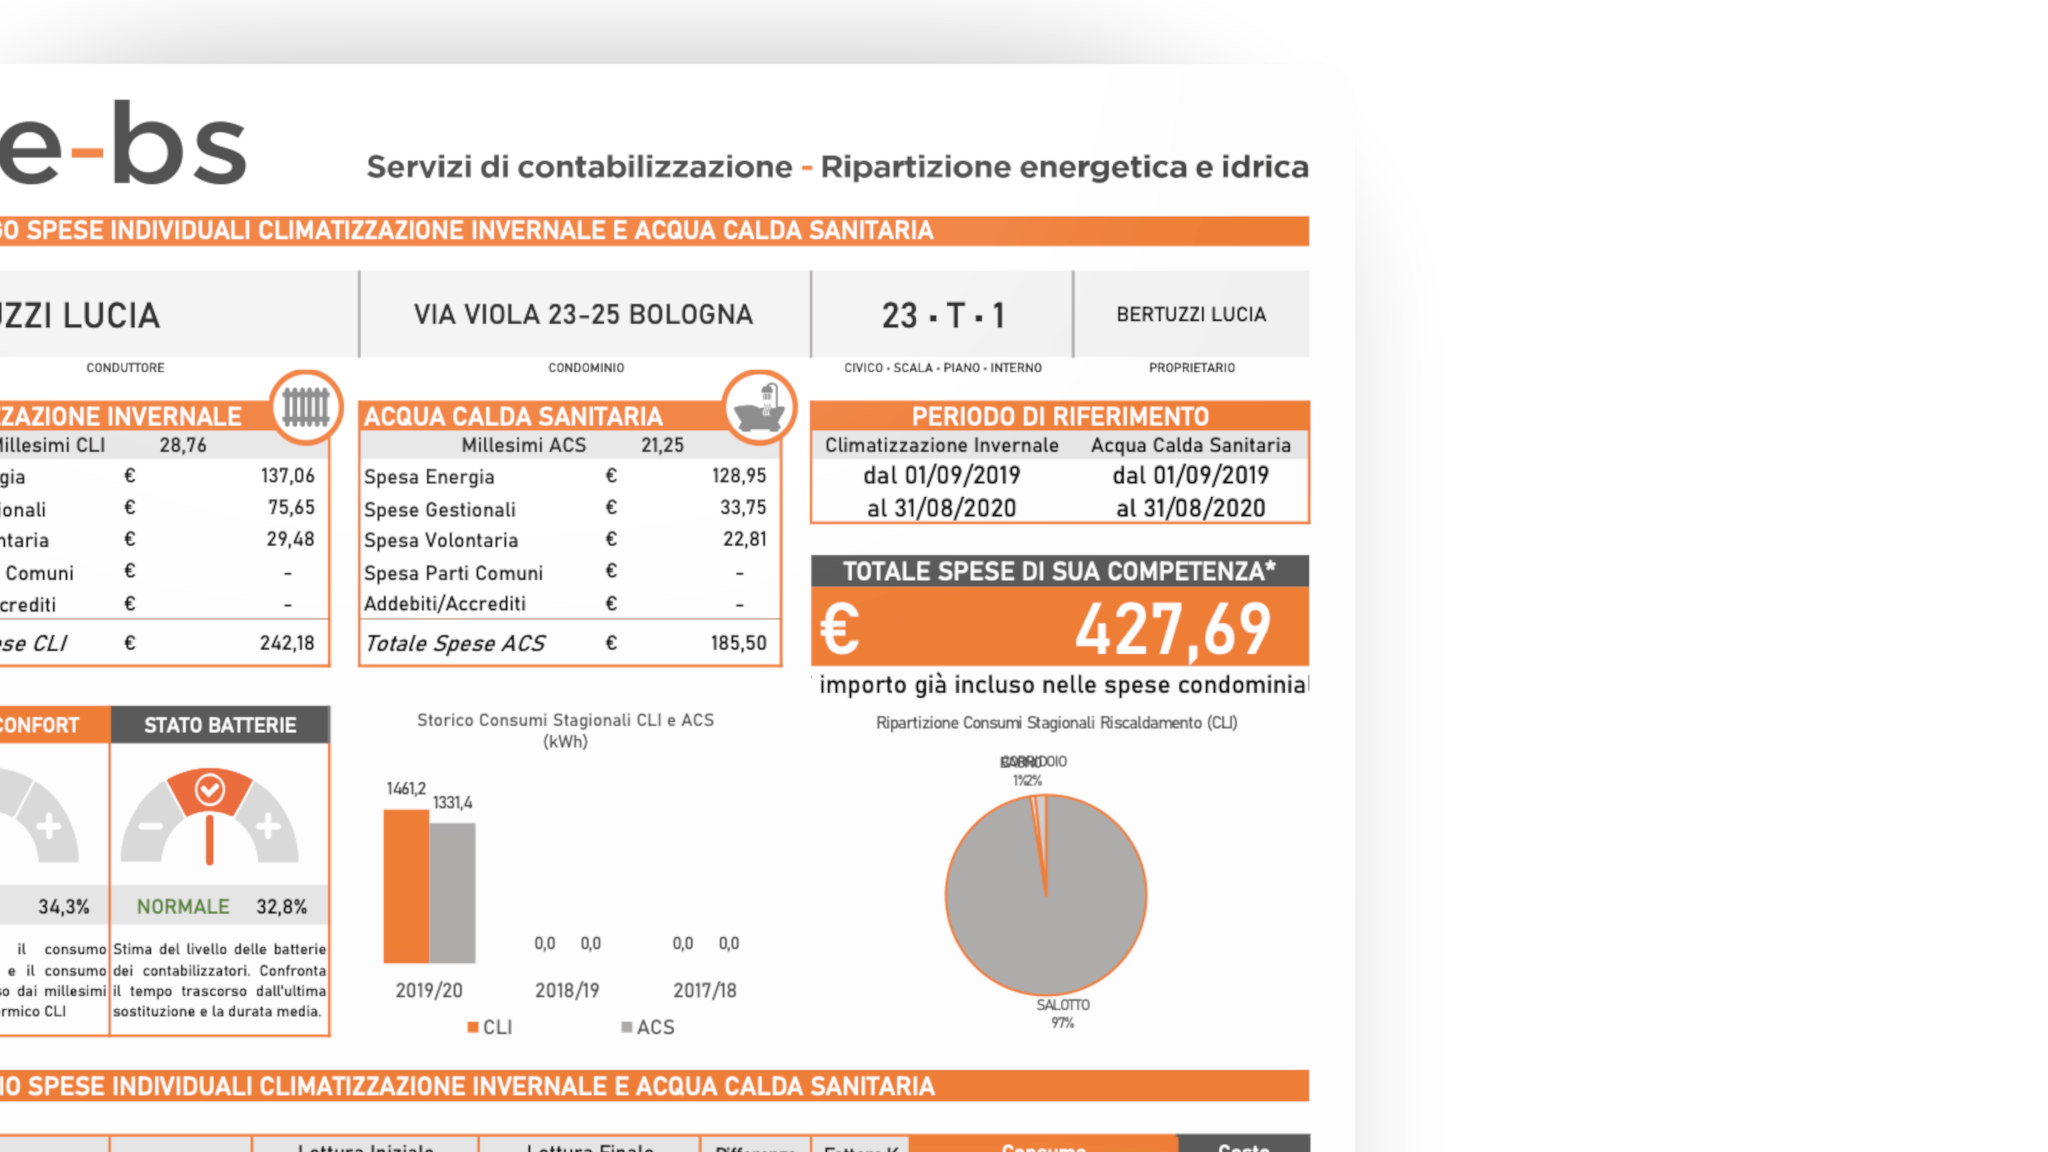 e-bs
Servizi di contabilizzazione - Ripartizione energetica e idrica
GO SPESE INDIVIDUALI CLIMATIZZAZIONE INVERNALE E ACQUA CALDA SANITARIA
UZZI LUCIA
CONDUTTORE
VIA VIOLA 23-25 BOLOGNA
CONDOMINIO
23 · T · 1
CIVICO · SCALA · PIANO · INTERNO
BERTUZZI LUCIA
PROPRIETARIO
ZAZIONE INVERNALE
Millesimi CLI 28,76
gia € 137,06
ionali € 75,65
ntaria € 29,48
Comuni € -
crediti € -
ese CLI € 242,18
ACQUA CALDA SANITARIA
Millesimi ACS 21,25
Spesa Energia € 128,95
Spese Gestionali € 33,75
Spesa Volontaria € 22,81
Spesa Parti Comuni € -
Addebiti/Accrediti € -
Totale Spese ACS € 185,50
PERIODO DI RIFERIMENTO
Climatizzazione Invernale Acqua Calda Sanitaria
dal 01/09/2019 dal 01/09/2019
al 31/08/2020 al 31/08/2020
TOTALE SPESE DI SUA COMPETENZA*
€ 427,69
importo già incluso nelle spese condominial
CONFORT
34,3%
il consumo
e il consumo
so dai millesimi
rmico CLI
STATO BATTERIE
NORMALE 32,8%
Stima del livello delle batterie
dei contabilizzatori. Confronta
il tempo trascorso dall'ultima
sostituzione e la durata media.
Storico Consumi Stagionali CLI e ACS
(kWh)
1461,2 1331,4
0,0 0,0 0,0 0,0
2019/20 2018/19 2017/18
CLI ACS
Ripartizione Consumi Stagionali Riscaldamento (CLI)
CORRIDOIO
1% 2%
SALOTTO
97%
IO SPESE INDIVIDUALI CLIMATIZZAZIONE INVERNALE E ACQUA CALDA SANITARIA
Lettura Iniziale Lettura Finale Differenza Fattore K Consumo Costo